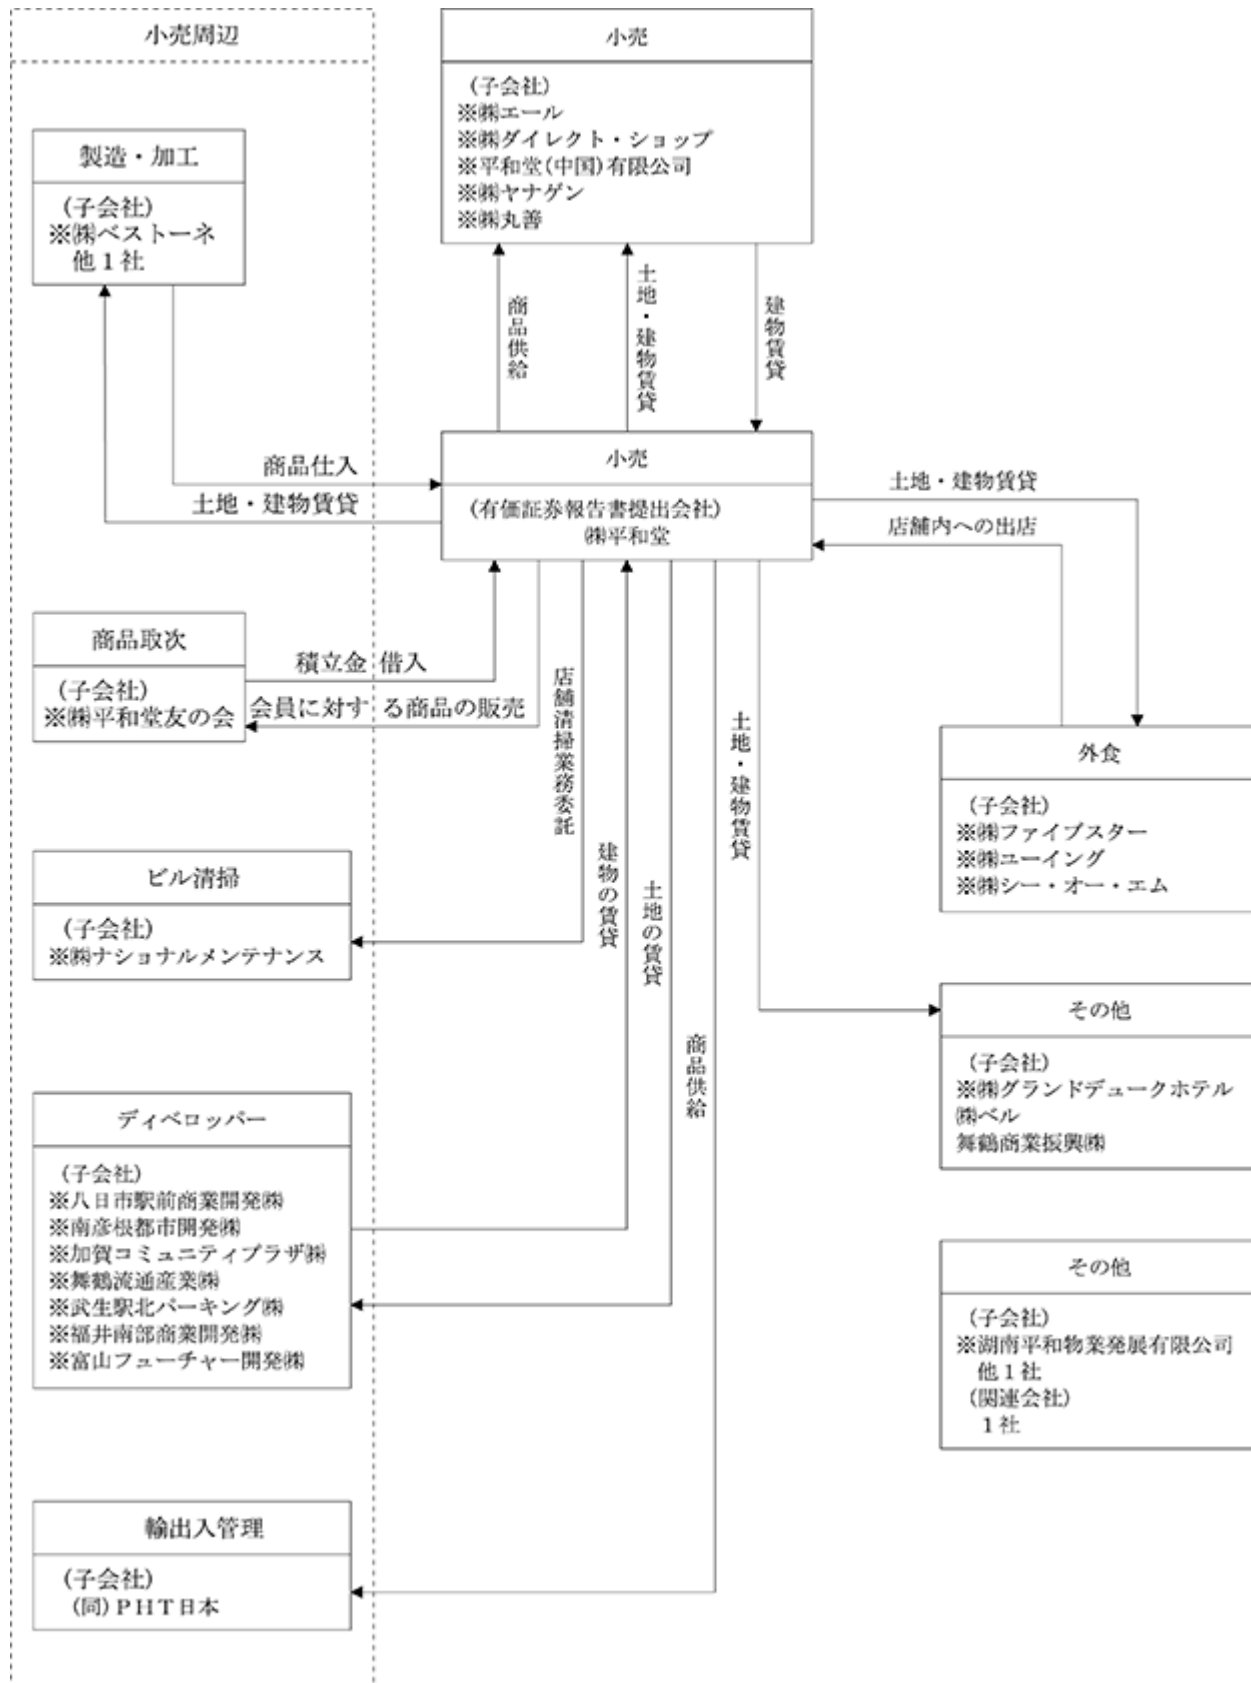 小売周辺
小売
(子会社)
※㈱エール
※㈱ダイレクト・ショップ
※平和堂(中国)有限公司
※㈱ヤナゲン
※㈱丸善
製造・加工
(子会社)
※㈱ベストーネ
他1社
商品供給
土地・建物賃貸
建物賃貸
小売
(有価証券報告書提出会社)
㈱平和堂
商品仕入
土地・建物賃貸
土地・建物賃貸
店舗内への出店
商品取次
(子会社)
※㈱平和堂友の会
積立金 借入
会員に対す る商品の販売
店舗清掃業務委託
建物の賃貸
土地の賃貸
商品供給
土地・建物賃貸
外食
(子会社)
※㈱ファイブスター
※㈱ユーイング
※㈱シー・オー・エム
ビル清掃
(子会社)
※㈱ナショナルメンテナンス
その他
(子会社)
※㈱グランドデュークホテル
㈱ベル
舞鶴商業振興㈱
ディベロッパー
(子会社)
※八日市駅前商業開発㈱
※南彦根都市開発㈱
※加賀コミュニティプラザ㈱
※舞鶴流通産業㈱
※武生駅北パーキング㈱
※福井南部商業開発㈱
※富山フューチャー開発㈱
その他
(子会社)
※湖南平和物業発展有限公司
他1社
(関連会社)
1社
輸出入管理
(子会社)
(同)PHT日本